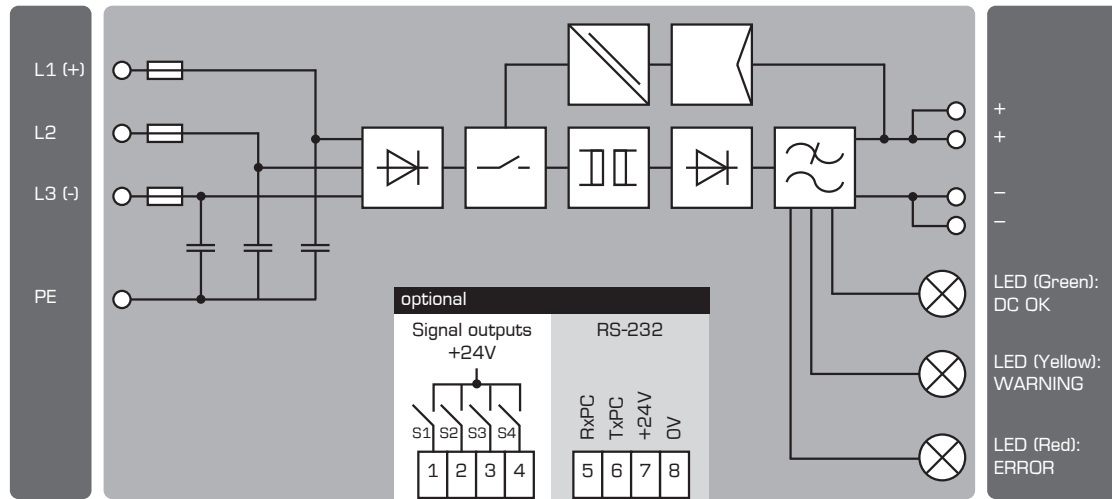 L1 (+)
L2
L3 (-)
PE
optional
Signal outputs
+24V
S1 S2 S3 S4
1 2 3 4
RS-232
RxPC
TxPC
+24V
0V
5 6 7 8
+
+
–
–
LED (Green):
DC OK
LED (Yellow):
WARNING
LED (Red):
ERROR